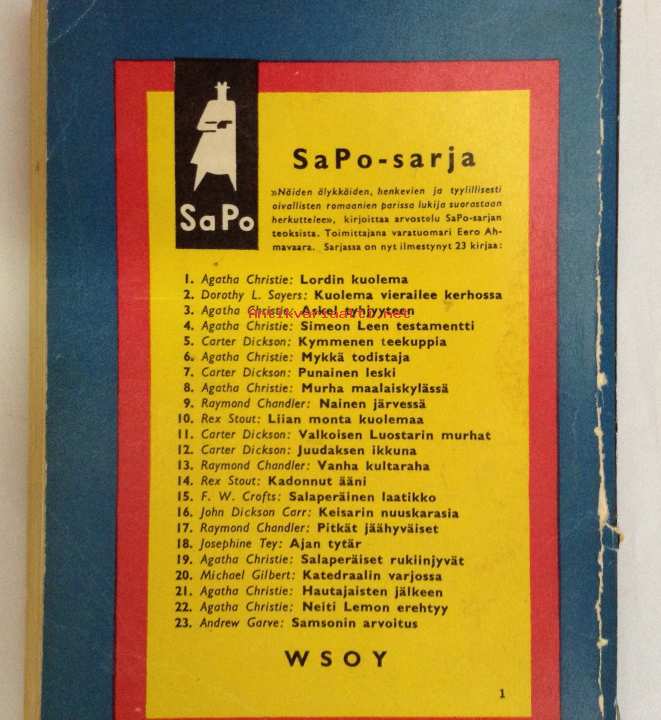 SaPo
SaPo-sarja
»Näiden älykkäiden, henkevien ja tyylillisesti
oivallisten romaanien parissa lukija suorastaan
herkuttelee», kirjoittaa arvostelu SaPo-sarjan
teoksista. Toimittajana varatuomari Eero Ah-
mavaara. Sarjassa on nyt ilmestynyt 23 kirjaa:
1. Agatha Christie: Lordin kuolema
2. Dorothy L. Sayers: Kuolema vierailee kerhossa
3. Agatha Christie: Askel tyhjyyteen
4. Agatha Christie: Simeon Leen testamentti
5. Carter Dickson: Kymmenen teekuppia
6. Agatha Christie: Mykkä todistaja
7. Carter Dickson: Punainen leski
8. Agatha Christie: Murha maalaiskylässä
9. Raymond Chandler: Nainen järvessä
10. Rex Stout: Liian monta kuolemaa
11. Carter Dickson: Valkoisen Luostarin murhat
12. Carter Dickson: Juudaksen ikkuna
13. Raymond Chandler: Vanha kultaraha
14. Rex Stout: Kadonnut ääni
15. F. W. Crofts: Salaperäinen laatikko
16. John Dickson Carr: Keisarin nuuskarasia
17. Raymond Chandler: Pitkät jäähyväiset
18. Josephine Tey: Ajan tytär
19. Agatha Christie: Salaperäiset rukiinjyvät
20. Michael Gilbert: Katedraalin varjossa
21. Agatha Christie: Hautajaisten jälkeen
22. Agatha Christie: Neiti Lemon erehtyy
23. Andrew Garve: Samsonin arvoitus
WSOY
1